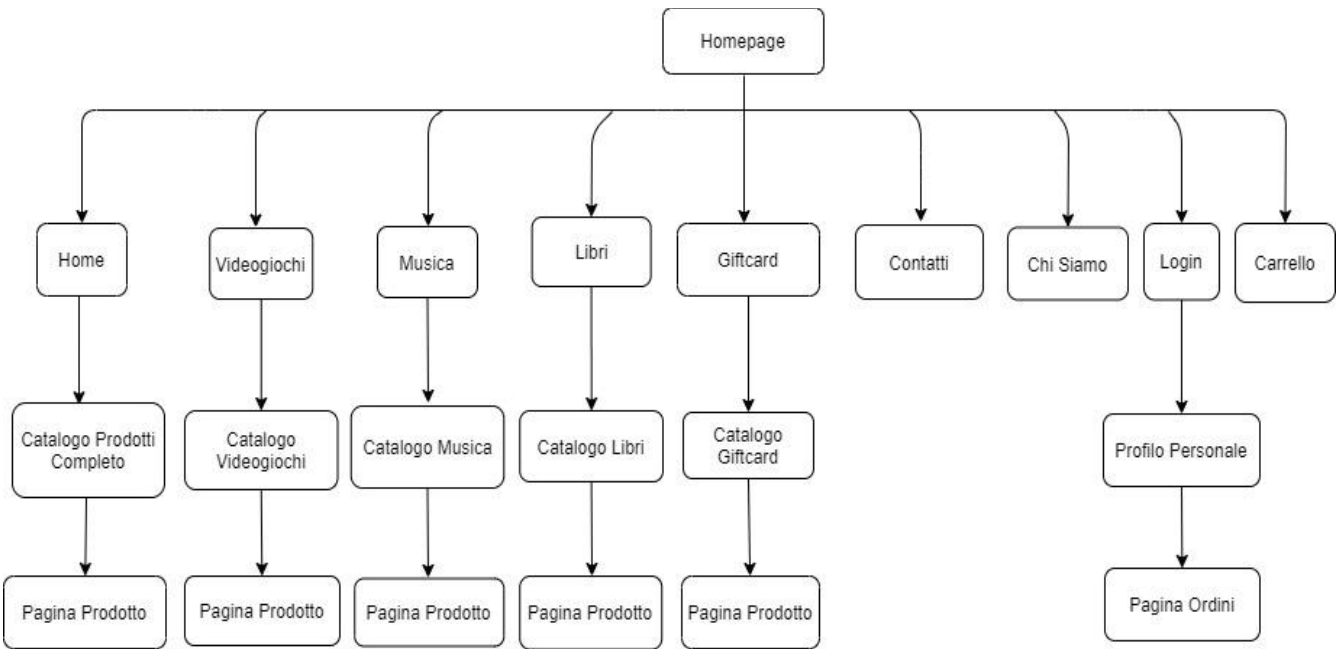 Homepage
Home
Videogiochi
Musica
Libri
Giftcard
Contatti
Chi Siamo
Login
Carrello
Catalogo Prodotti
Completo
Catalogo
Videogiochi
Catalogo Musica
Catalogo Libri
Catalogo
Giftcard
Profilo Personale
Pagina Prodotto
Pagina Prodotto
Pagina Prodotto
Pagina Prodotto
Pagina Prodotto
Pagina Ordini